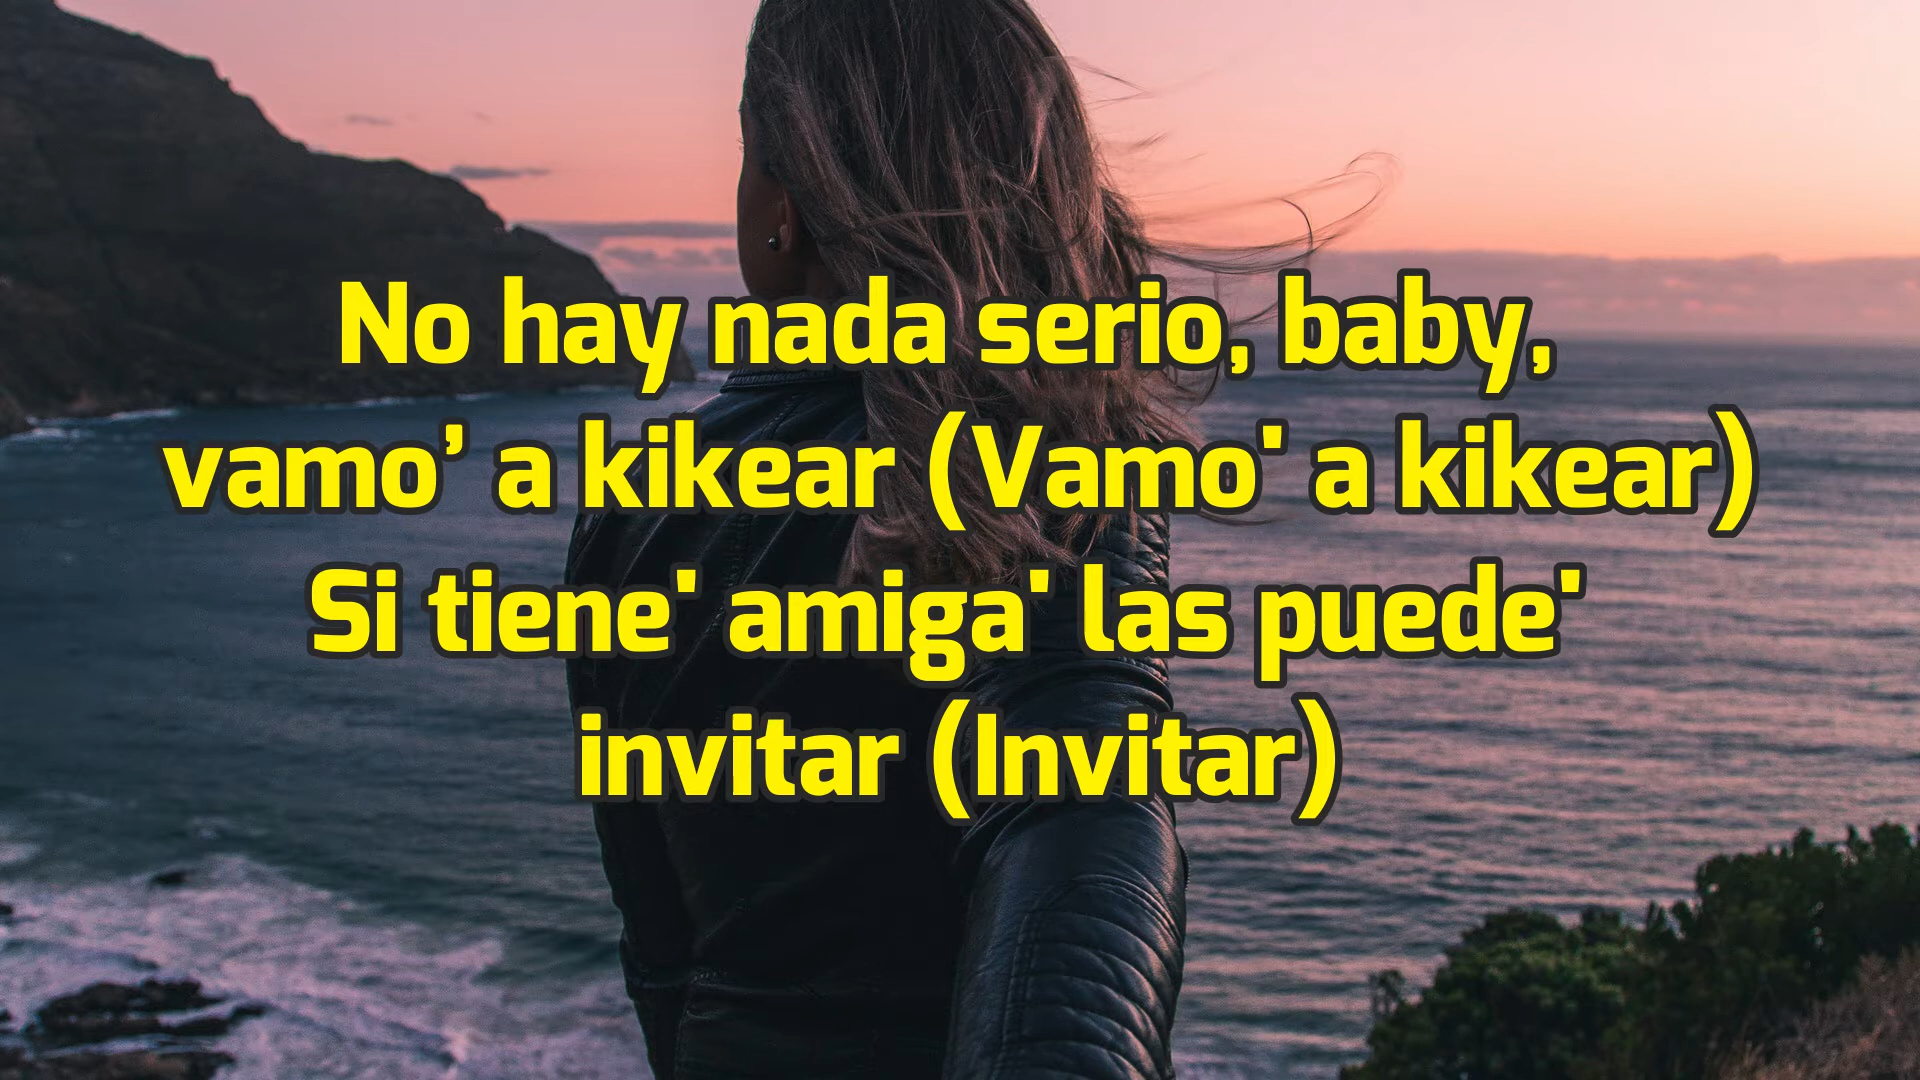 No hay nada serio, baby,
vamo’ a kikear (Vamo' a kikear)
Si tiene' amiga' las puede'
invitar (Invitar)